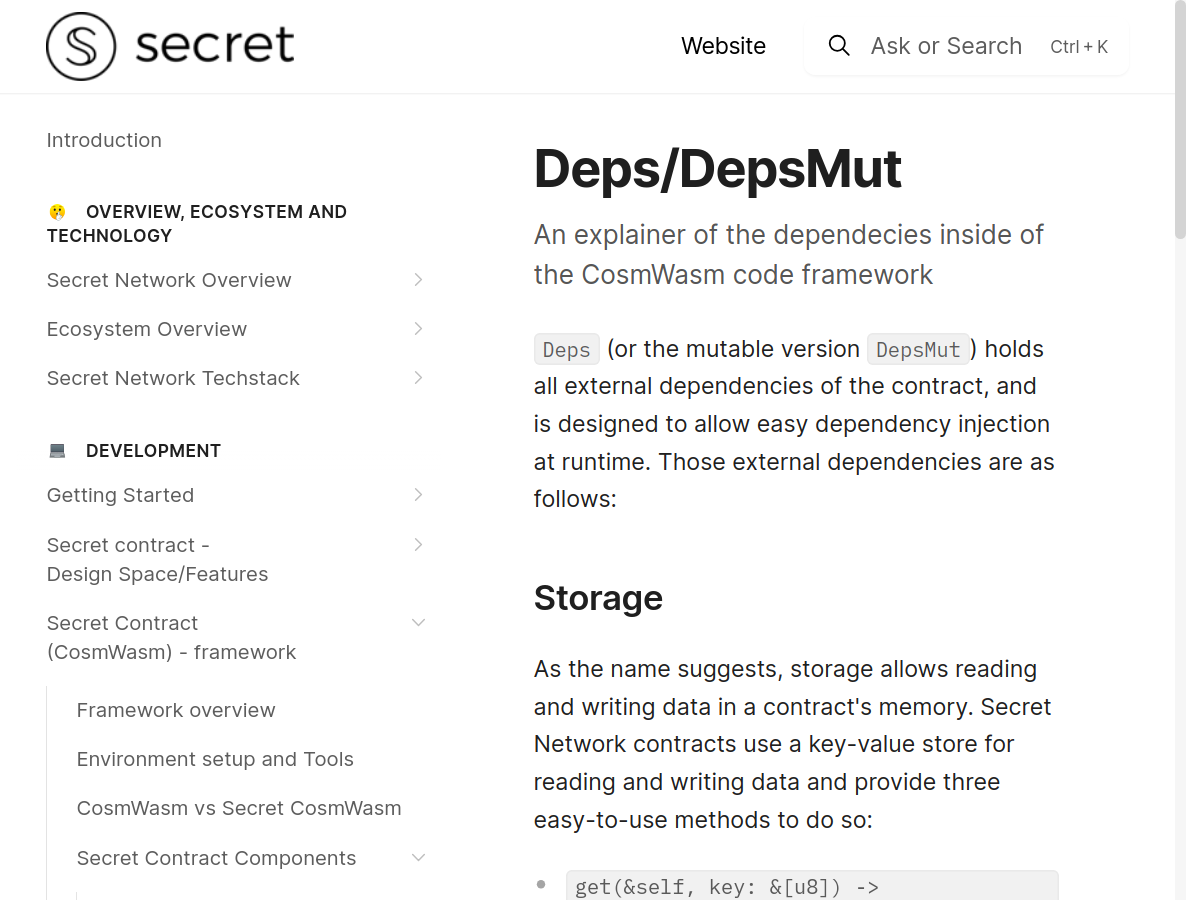 secret
Website
Ask or Search
Ctrl + K
Introduction
OVERVIEW, ECOSYSTEM AND
TECHNOLOGY
Secret Network Overview
Ecosystem Overview
Secret Network Techstack
DEVELOPMENT
Getting Started
Secret contract -
Design Space/Features
Secret Contract
(CosmWasm) - framework
Framework overview
Environment setup and Tools
CosmWasm vs Secret CosmWasm
Secret Contract Components
Deps/DepsMut
An explainer of the dependecies inside of
the CosmWasm code framework
Deps (or the mutable version DepsMut) holds
all external dependencies of the contract, and
is designed to allow easy dependency injection
at runtime. Those external dependencies are as
follows:
Storage
As the name suggests, storage allows reading
and writing data in a contract's memory. Secret
Network contracts use a key-value store for
reading and writing data and provide three
easy-to-use methods to do so:
get(&self, key: &[u8]) ->